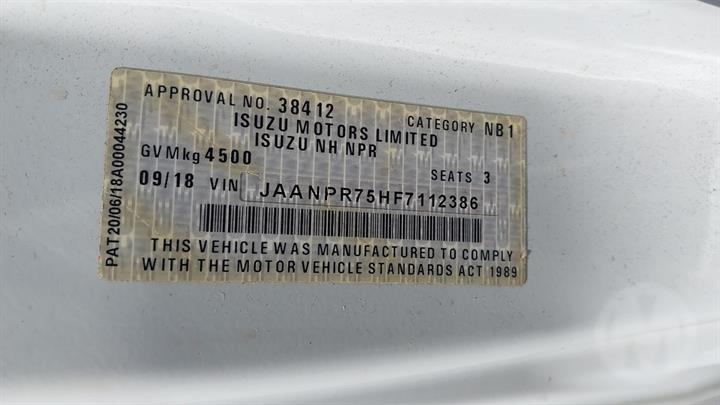 APPROVAL NO. 38412 CATEGORY NB1
ISUZU MOTORS LIMITED
ISUZU NH NPR
GVMkg 4500 SEATS 3
09/18 VIN JAANPR75HF7112386
THIS VEHICLE WAS MANUFACTURED TO COMPLY
WITH THE MOTOR VEHICLE STANDARDS ACT 1989
PAT20/06/18A00044230
M